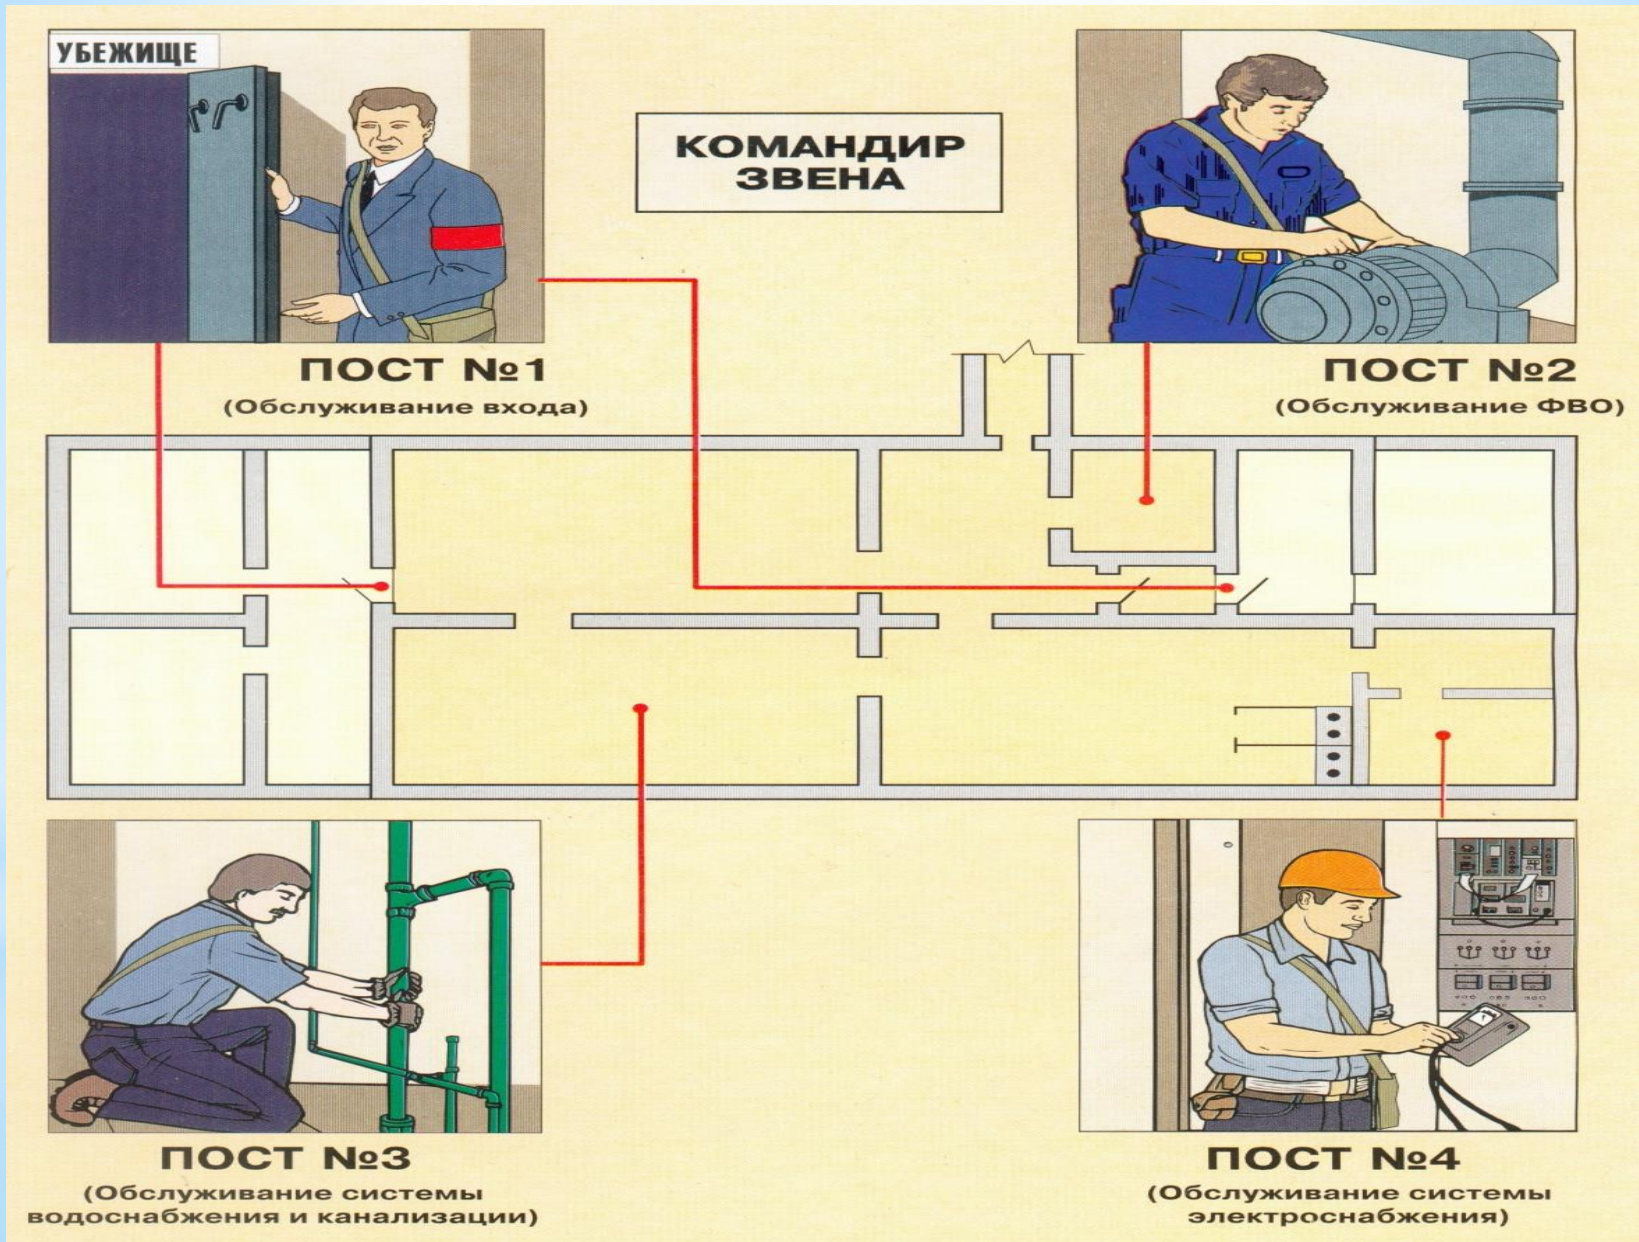 УБЕЖИЩЕ
КОМАНДИР
ЗВЕНА
ПОСТ №1
(Обслуживание входа)
ПОСТ №2
(Обслуживание ФВО)
ПОСТ №3
(Обслуживание системы
водоснабжения и канализации)
ПОСТ №4
(Обслуживание системы
электроснабжения)